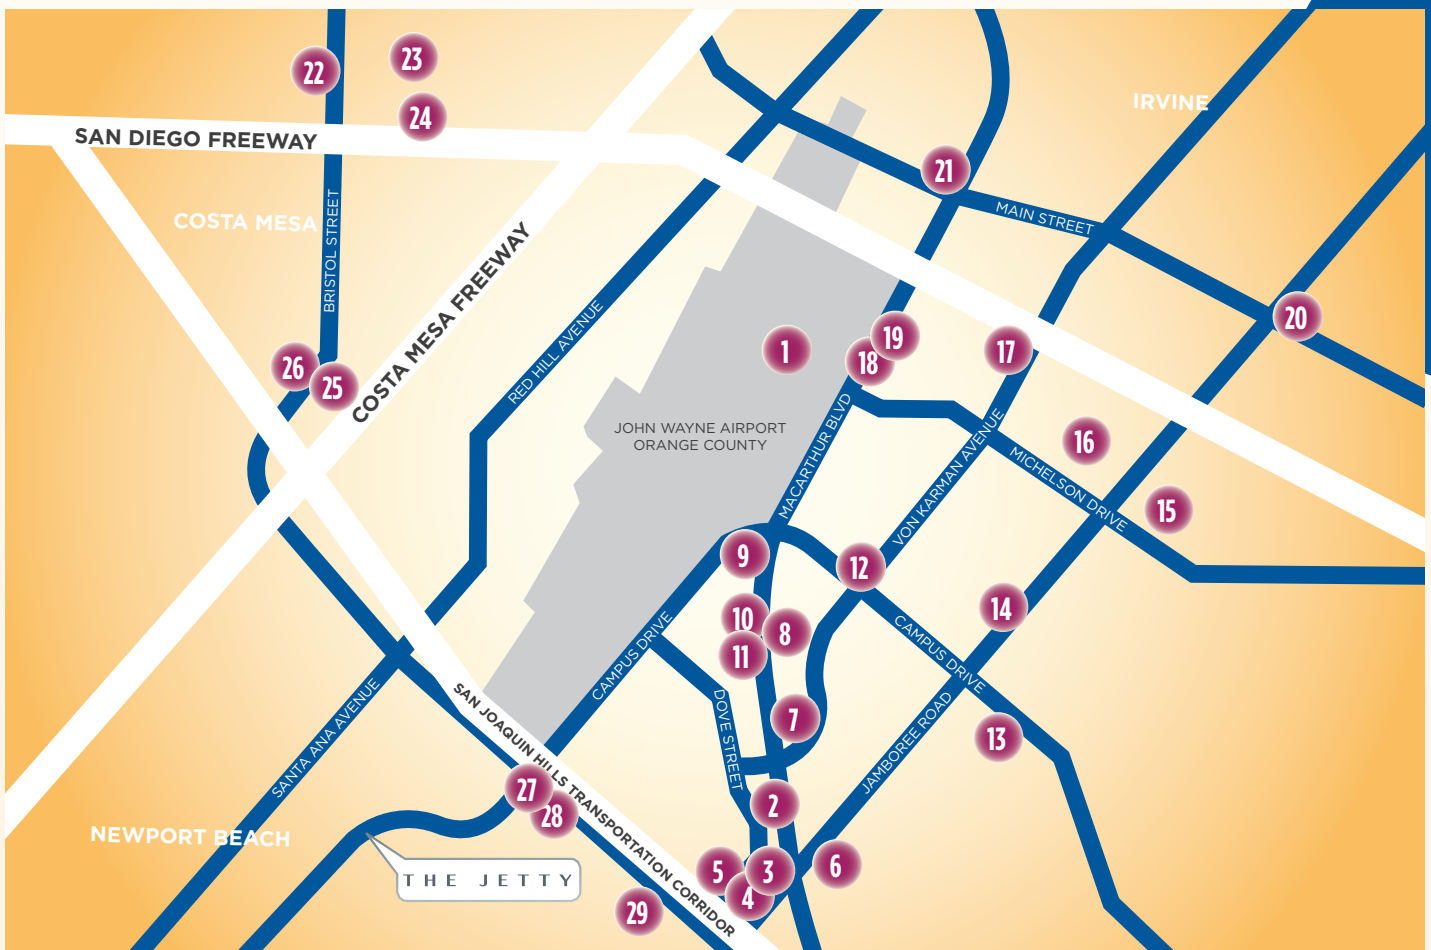 22
23
24
IRVINE
SAN DIEGO FREEWAY
21
COSTA MESA
BRISTOL STREET
MAIN STREET
COSTA MESA FREEWAY
RED HILL AVENUE
20
19
18
17
1
26
25
JOHN WAYNE AIRPORT
ORANGE COUNTY
MACARTHUR BLVD
VON KARMAN AVENUE
16
MICHELSON DRIVE
15
9
12
10
8
11
14
CAMPUS DRIVE
CAMPUS DRIVE
SANTA ANA AVENUE
SAN JOAQUIN HILLS TRANSPORTATION CORRIDOR
DOVE STREET
7
JAMBOREE ROAD
13
27
28
2
NEWPORT BEACH
THE JETTY
5
3
4
6
29